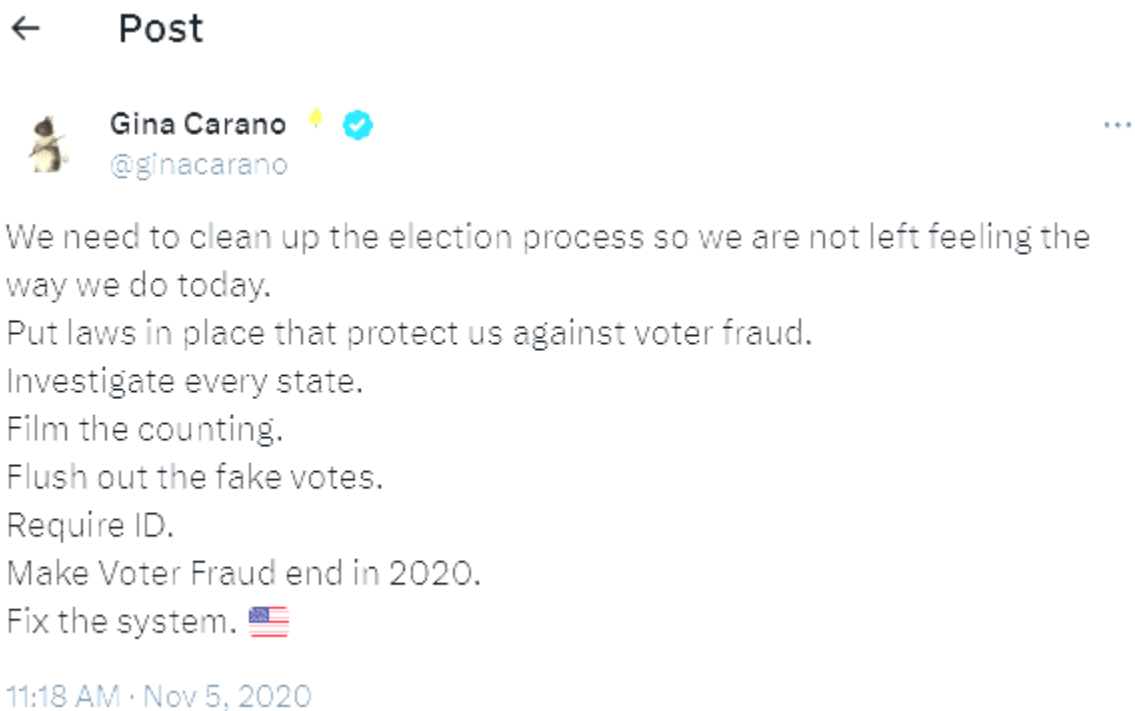 Post
Gina Carano
@ginacarano
We need to clean up the election process so we are not left feeling the
way we do today.
Put laws in place that protect us against voter fraud.
Investigate every state.
Film the counting.
Flush out the fake votes.
Require ID.
Make Voter Fraud end in 2020.
Fix the system.
11:18 AM · Nov 5, 2020